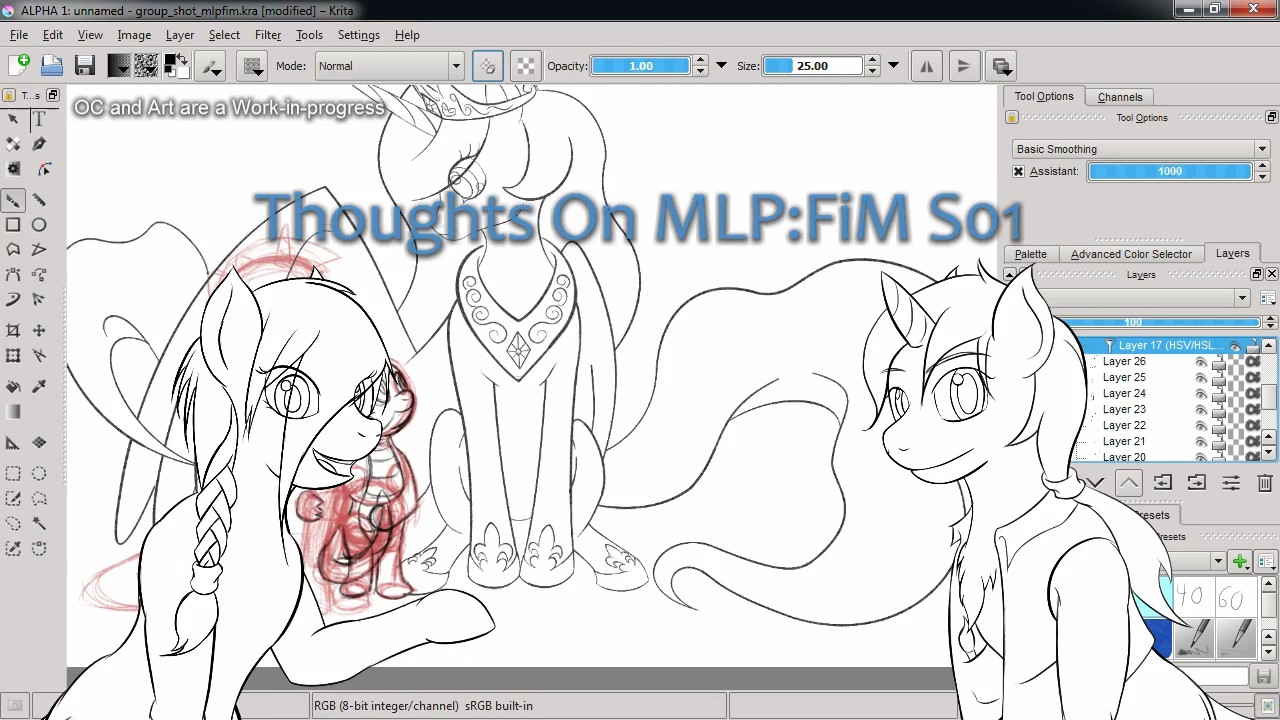 ALPHA 1: unnamed - group_shot_mlpfim.kra [modified] – Krita
File Edit View Image Layer Select Filter Tools Settings Help
Mode: Normal Opacity: 1.00 Size: 25.00
T...s
OC and Art are a Work-in-progress
Tool Options Channels
Tool Options
Basic Smoothing
Assistant: 1000
Thoughts On MLP:FiM S01
Palette Advanced Color Selector Layers
Layers
100
Layer 17 (HSV/HSL...
Layer 26
Layer 25
Layer 24
Layer 23
Layer 22
Layer 21
Layer 20
resets
resets
40 60
RGB (8-bit integer/channel) sRGB built-in